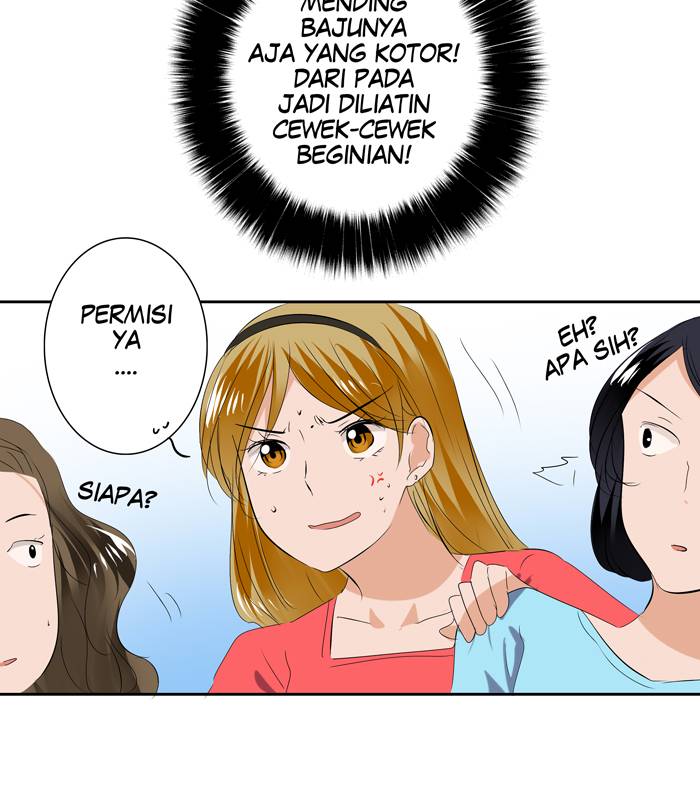 MENDING
BAJUNYA
AJA YANG KOTOR!
DARI PADA
JADI DILIATIN
CEWEK-CEWEK
BEGINIAN!
PERMISI
YA
....
EH?
APA SIH?
SIAPA?